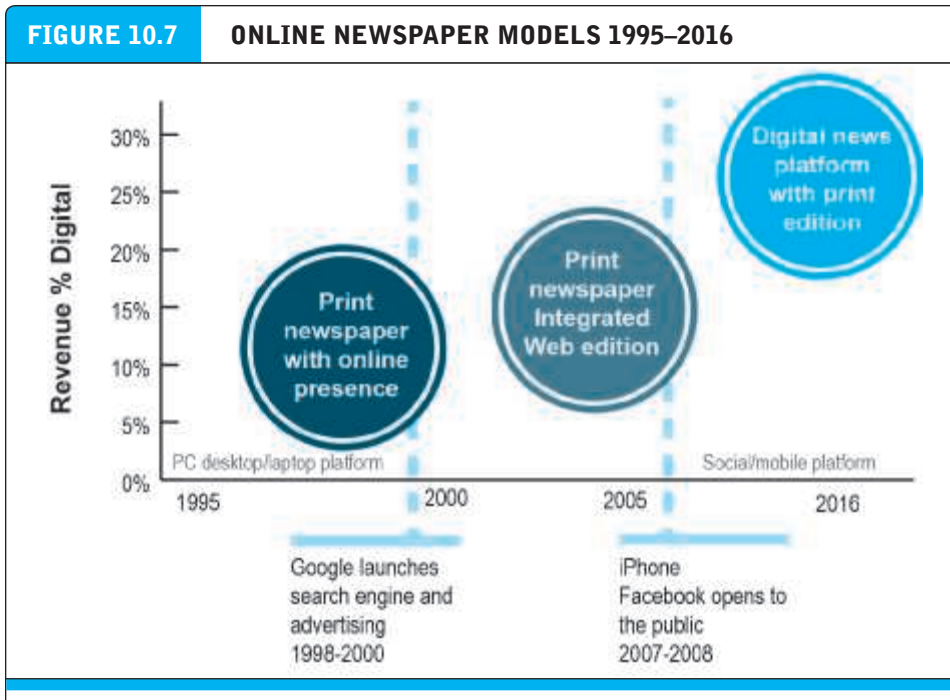 FIGURE 10.7 ONLINE NEWSPAPER MODELS 1995–2016
Revenue % Digital
30%
25%
20%
15%
10%
5%
0%
Print
newspaper
with online
presence
Print
newspaper
Integrated
Web edition
Digital news
platform
with print
edition
PC desktop/laptop platform
Social/mobile platform
1995
2000
2005
2016
Google launches
search engine and
advertising
1998-2000
iPhone
Facebook opens to
the public
2007-2008